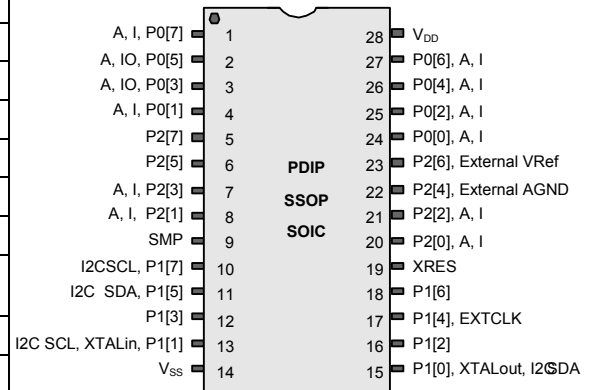 A, I, P0[7] 1 28 VDD
A, IO, P0[5] 2 27 P0[6], A, I
A, IO, P0[3] 3 26 P0[4], A, I
A, I, P0[1] 4 25 P0[2], A, I
P2[7] 5 24 P0[0], A, I
P2[5] 6 PDIP 23 P2[6], External VRef
A, I, P2[3] 7 SSOP 22 P2[4], External AGND
A, I, P2[1] 8 21 P2[2], A, I
SMP 9 SOIC 20 P2[0], A, I
I2CSCL, P1[7] 10 19 XRES
I2C SDA, P1[5] 11 18 P1[6]
P1[3] 12 17 P1[4], EXTCLK
I2C SCL, XTALin, P1[1] 13 16 P1[2]
VSS 14 15 P1[0], XTALout, I2CSDA